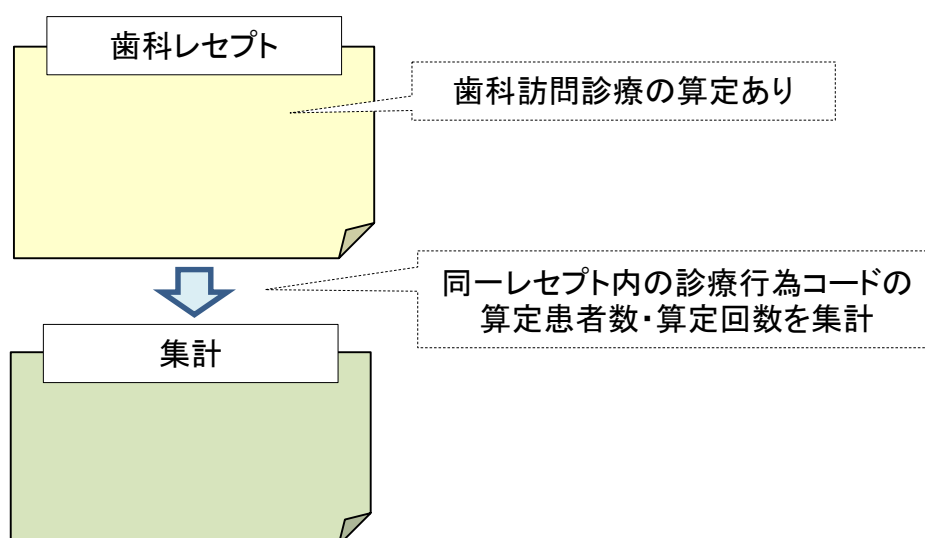 歯科レセプト
歯科訪問診療の算定あり
同一レセプト内の診療行為コードの
算定患者数・算定回数を集計
集計